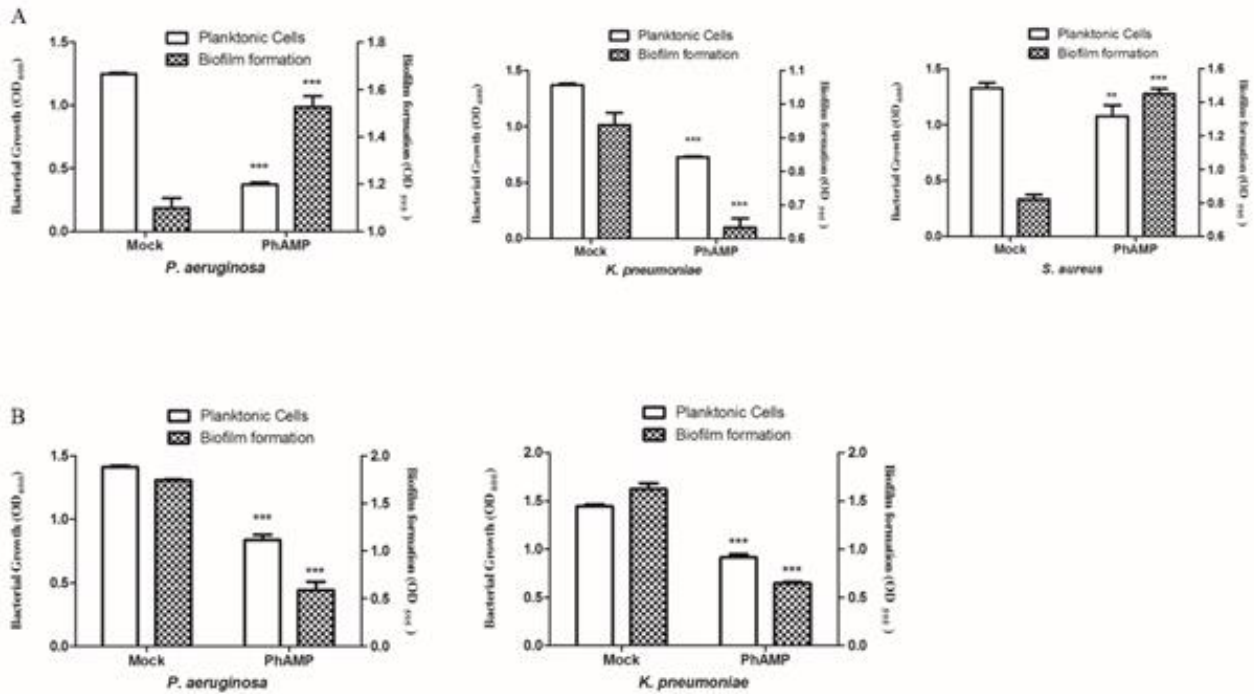 A
Planktonic Cells
Biofilm formation
Bacterial Growth (OD600)
1.5
1.0
0.5
0.0
***
***
1.8
1.6
1.4
1.2
1.0
Biofilm formation (OD
Mock
PhAMP
P. aeruginosa
Planktonic Cells
Biofilm formation
Bacterial Growth (OD600)
1.5
1.0
0.5
0.0
***
***
1.1
1.0
0.9
0.8
0.7
0.6
Biofilm formation (OD
Mock
PhAMP
K. pneumoniae
Planktonic Cells
Biofilm formation
Bacterial Growth (OD600)
1.5
1.0
0.5
0.0
**
***
1.6
1.4
1.2
1.0
0.8
0.6
Biofilm formation (OD
Mock
PhAMP
S. aureus
B
Planktonic Cells
Biofilm formation
Bacterial Growth (OD600)
1.5
1.0
0.5
0.0
***
***
2.0
1.5
1.0
0.5
0.0
Biofilm formation (OD
Mock
PhAMP
P. aeruginosa
Planktonic Cells
Biofilm formation
Bacterial Growth (OD600)
2.0
1.5
1.0
0.5
0.0
***
***
2.0
1.5
1.0
0.5
0.0
Biofilm formation (OD
Mock
PhAMP
K. pneumoniae